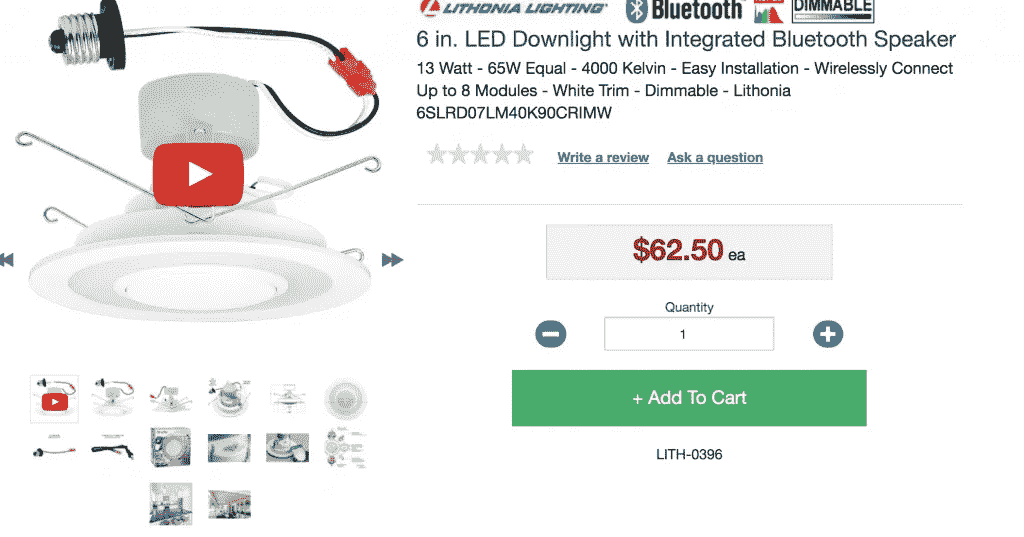 LITHONIA LIGHTING
Bluetooth
DIMMABLE
6 in. LED Downlight with Integrated Bluetooth Speaker
13 Watt - 65W Equal - 4000 Kelvin - Easy Installation - Wirelessly Connect
Up to 8 Modules - White Trim - Dimmable - Lithonia
6SLRD07LM40K90CRIMW
Write a review
Ask a question
$62.50 ea
Quantity
1
+ Add To Cart
LITH-0396